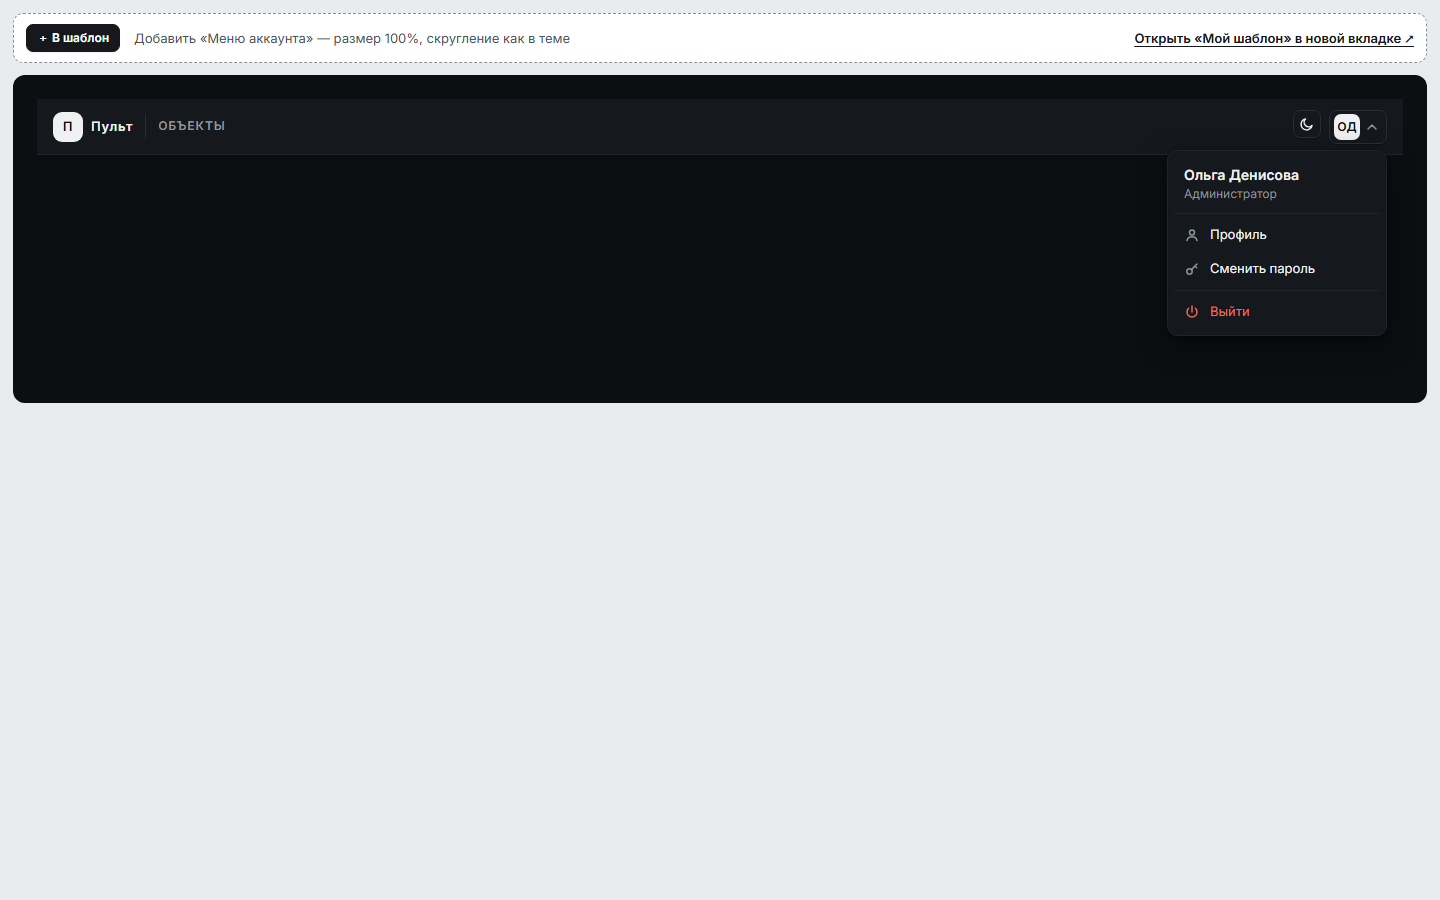 + В шаблон Добавить «Меню аккаунта» — размер 100%, скругление как в теме Открыть «Мой шаблон» в новой вкладке ↗
П Пульт ОБЪЕКТЫ ОД
Ольга Денисова
Администратор
Профиль
Сменить пароль
Выйти